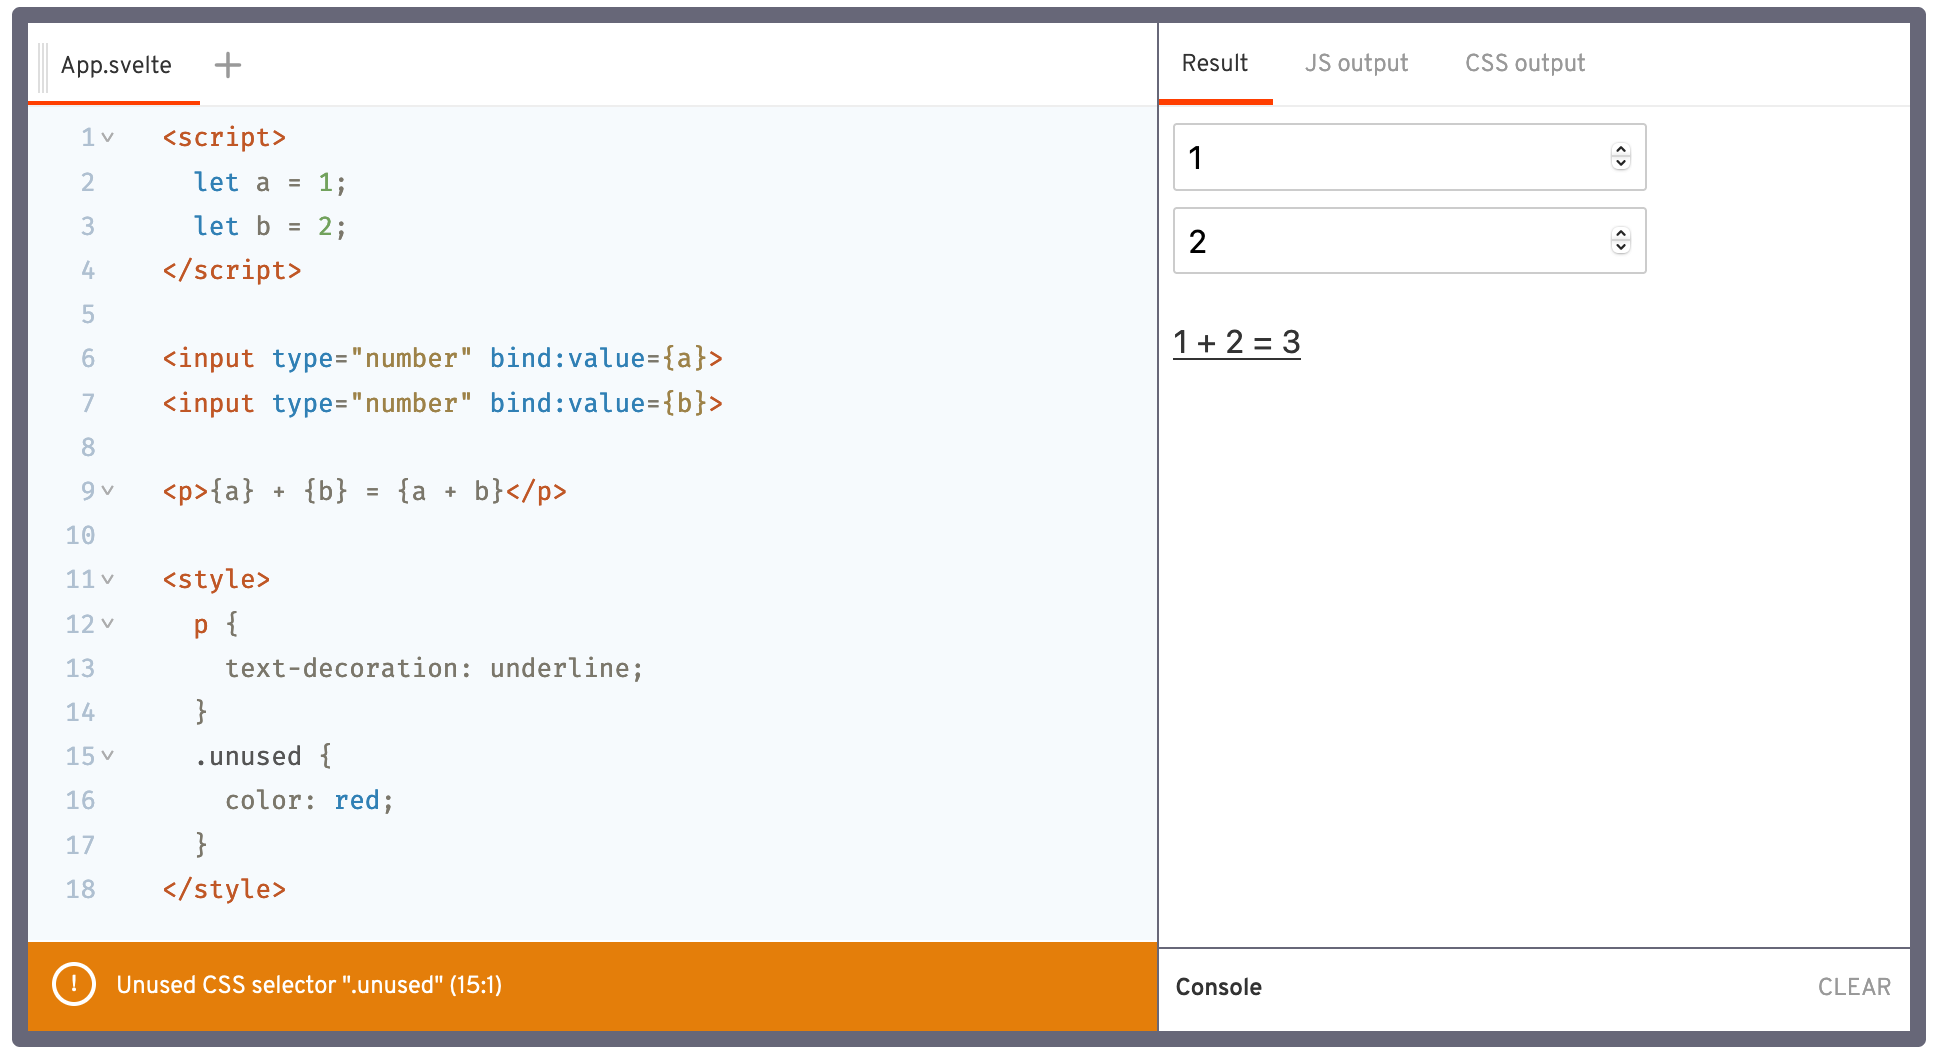 App.svelte
1 <script>
2 let a = 1;
3 let b = 2;
4 </script>
5
6 <input type="number" bind:value={a}>
7 <input type="number" bind:value={b}>
8
9 <p>{a} + {b} = {a + b}</p>
10
11 <style>
12 p {
13 text-decoration: underline;
14 }
15 .unused {
16 color: red;
17 }
18 </style>
! Unused CSS selector ".unused" (15:1)
Result JS output CSS output
1
2
1 + 2 = 3
Console CLEAR